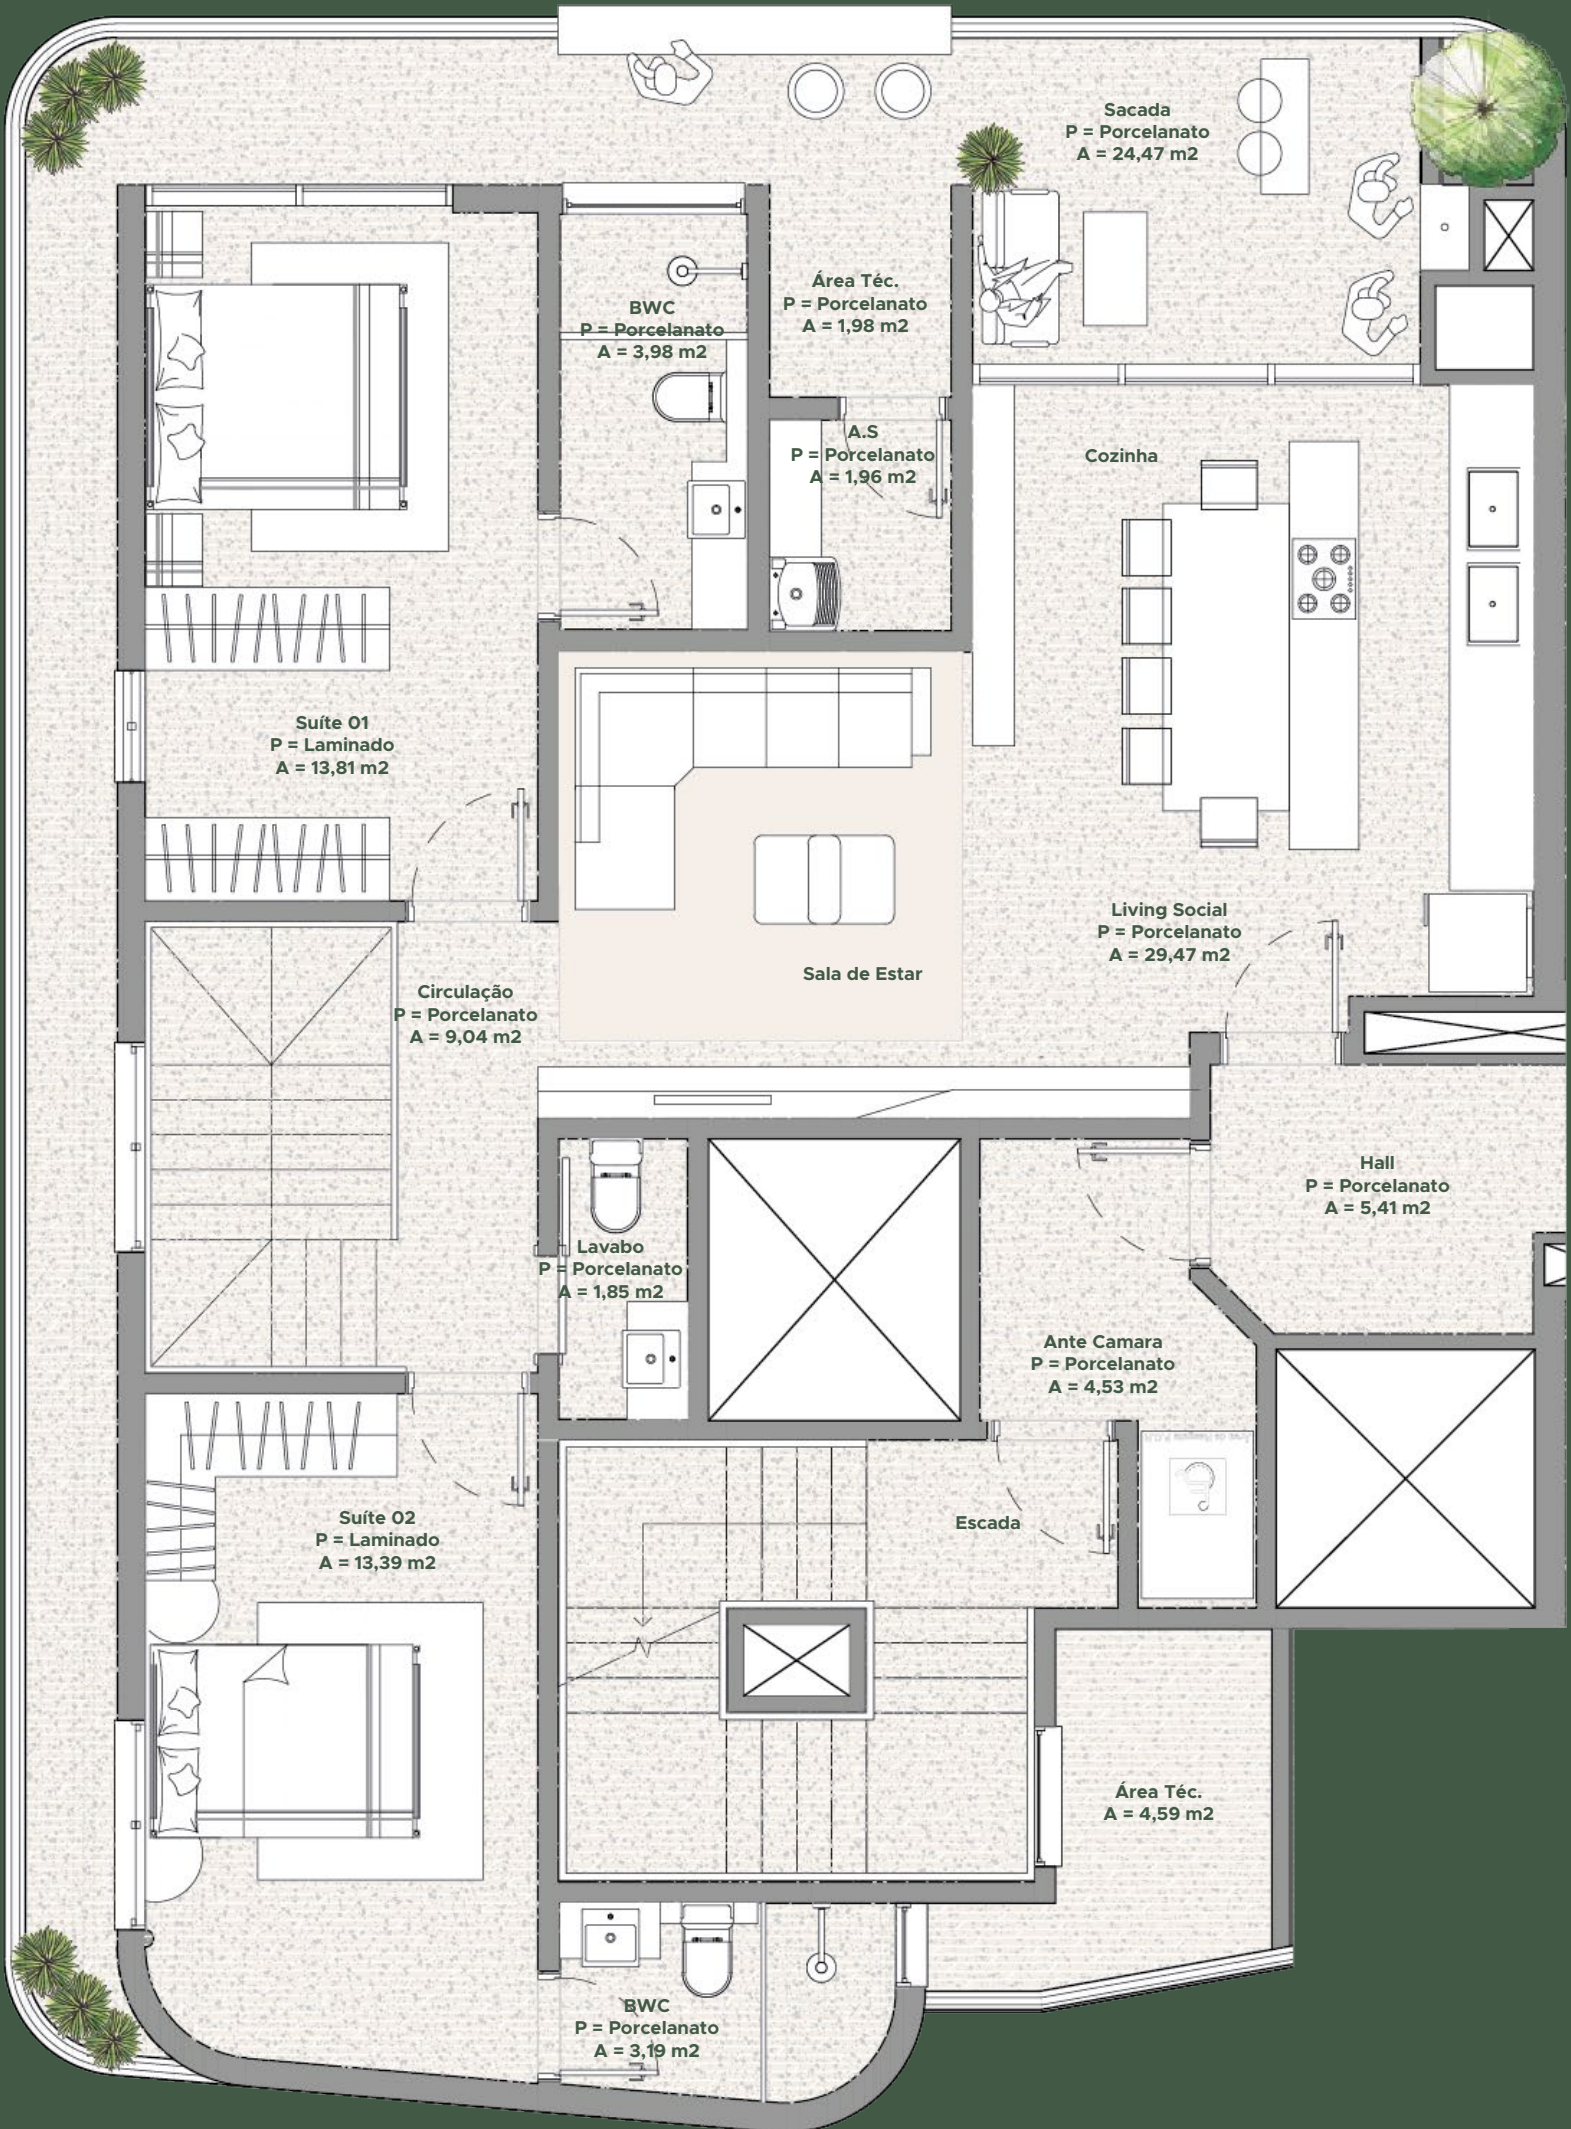 Sacada
P = Porcelanato
A = 24,47 m2
Área Téc.
P = Porcelanato
A = 1,98 m2
BWC
P = Porcelanato
A = 3,98 m2
A.S
P = Porcelanato
A = 1,96 m2
Cozinha
Suíte 01
P = Laminado
A = 13,81 m2
Living Social
P = Porcelanato
A = 29,47 m2
Sala de Estar
Circulação
P = Porcelanato
A = 9,04 m2
Hall
P = Porcelanato
A = 5,41 m2
Lavabo
P = Porcelanato
A = 1,85 m2
Ante Camara
P = Porcelanato
A = 4,53 m2
Suíte 02
P = Laminado
A = 13,39 m2
Escada
Área Téc.
A = 4,59 m2
BWC
P = Porcelanato
A = 3,19 m2